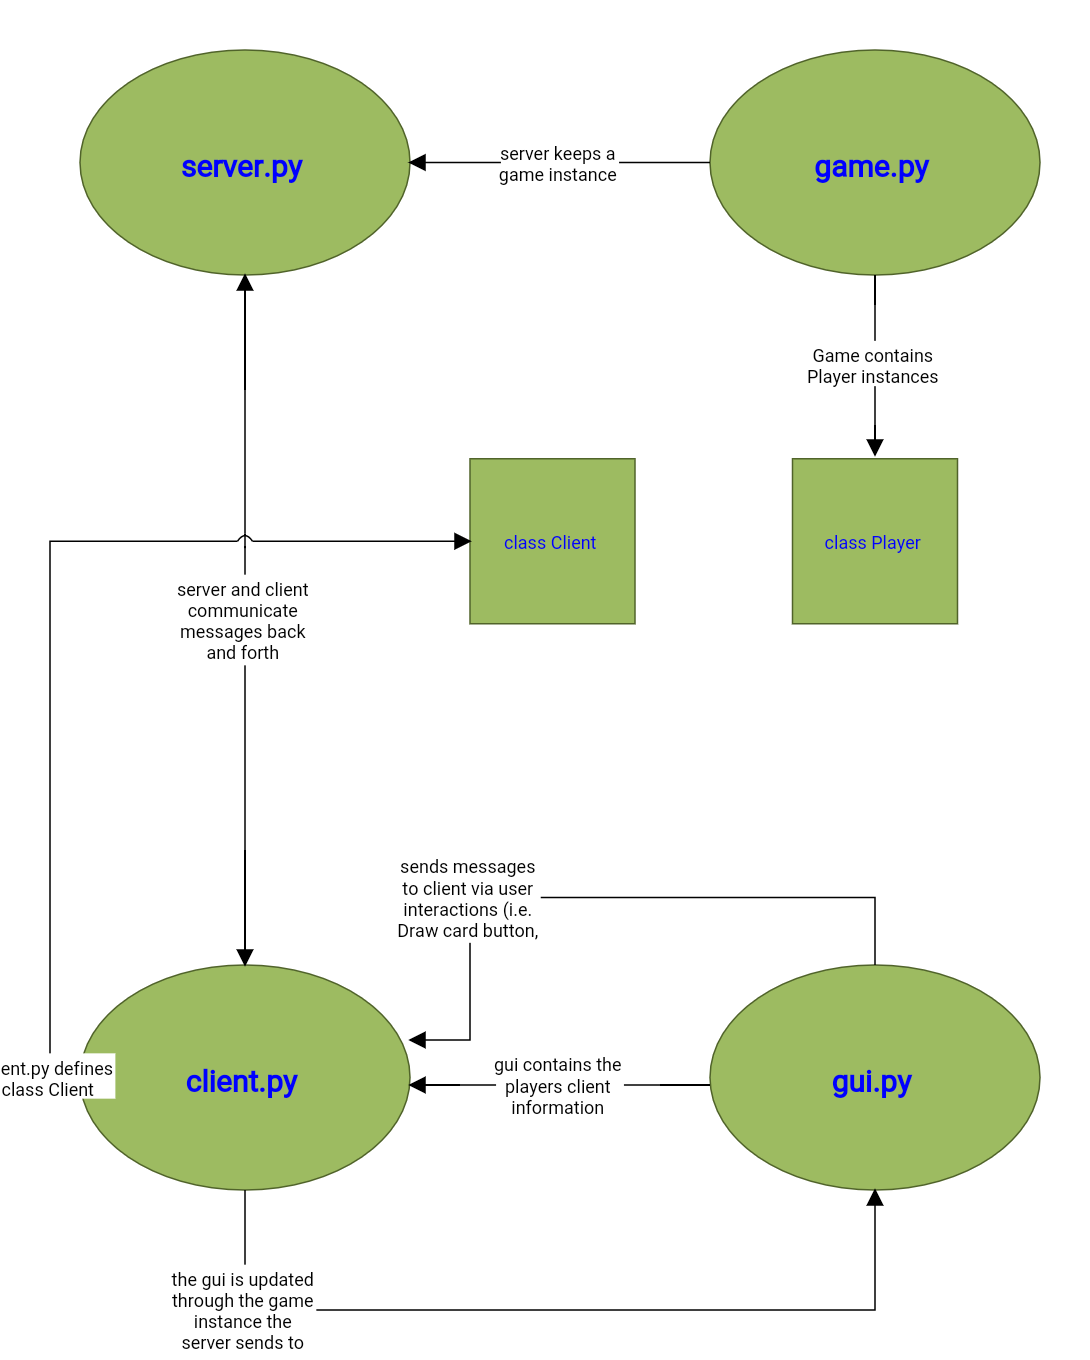 server.py
server keeps a
game instance
game.py
Game contains
Player instances
class Client
class Player
server and client
communicate
messages back
and forth
sends messages
to client via user
interactions (i.e.
Draw card button,
ent.py defines
class Client
client.py
gui contains the
players client
information
gui.py
the gui is updated
through the game
instance the
server sends to